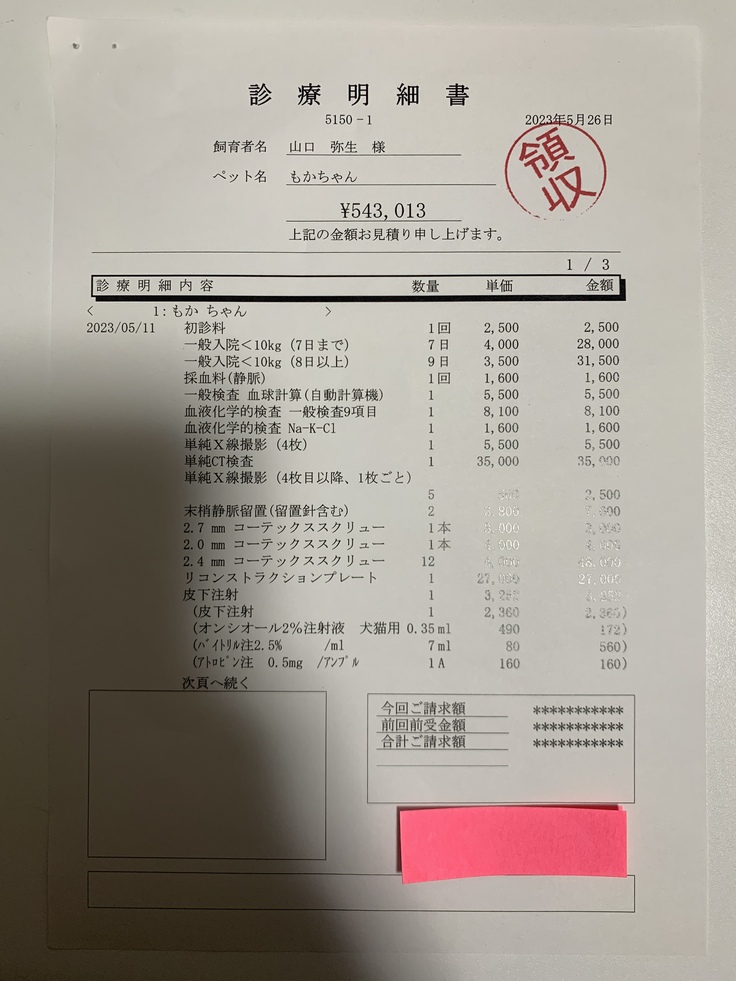 診療明細書
5150-1
2023年5月26日
飼育者名 山口 弥生 様
領収
ペット名 もかちゃん
¥543,013
上記の金額お見積り申し上げます。
1 / 3
診療明細内容 数量 単価 金額
< 1:もか ちゃん >
2023/05/11 初診料 1回 2,500 2,500
一般入院<10kg (7日まで) 7日 4,000 28,000
一般入院<10kg (8日以上) 9日 3,500 31,500
採血料(静脈) 1回 1,600 1,600
一般検査 血球計算(自動計算機) 1 5,500 5,500
血液化学的検査 一般検査9項目 1 8,100 8,100
血液化学的検査 Na-K-Cl 1 1,600 1,600
単純X線撮影 (4枚) 1 5,500 5,500
単純CT検査 1 35,000 35,000
単純X線撮影 (4枚目以降、1枚ごと)
5 2,500
末梢静脈留置(留置針含む) 2
2.7 mm コーテックススクリュー 1本
2.0 mm コーテックススクリュー 1本
2.4 mm コーテックススクリュー 12 48,000
リコンストラクションプレート 1 27,000 27,000
皮下注射 1
(皮下注射 1 2,360 2,360)
(オンシオール2%注射液 犬猫用 0.35ml 490 172)
(バイトリル注2.5% /ml 7ml 80 560)
(アトロピン注 0.5mg /アンプル 1A 160 160)
次頁へ続く
今回ご請求額 ***********
前回前受金額 ***********
合計ご請求額 ***********